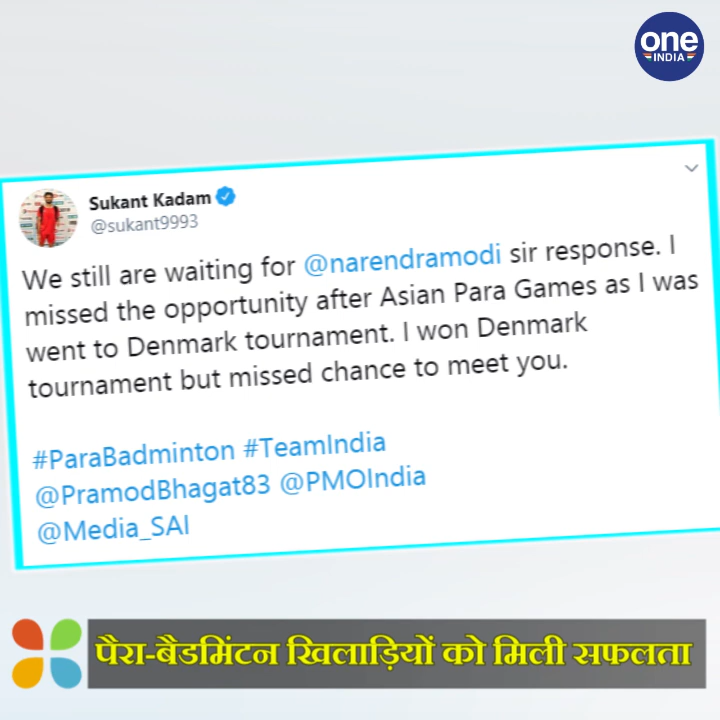 one
INDIA
Sukant Kadam
@sukant9993
We still are waiting for @narendramodi sir response. I
missed the opportunity after Asian Para Games as I was
went to Denmark tournament. I won Denmark
tournament but missed chance to meet you.
#ParaBadminton #TeamIndia
@PramodBhagat83 @PMOIndia
@Media_SAI
पैरा-बैडमिंटन खिलाड़ियों को मिली सफलता